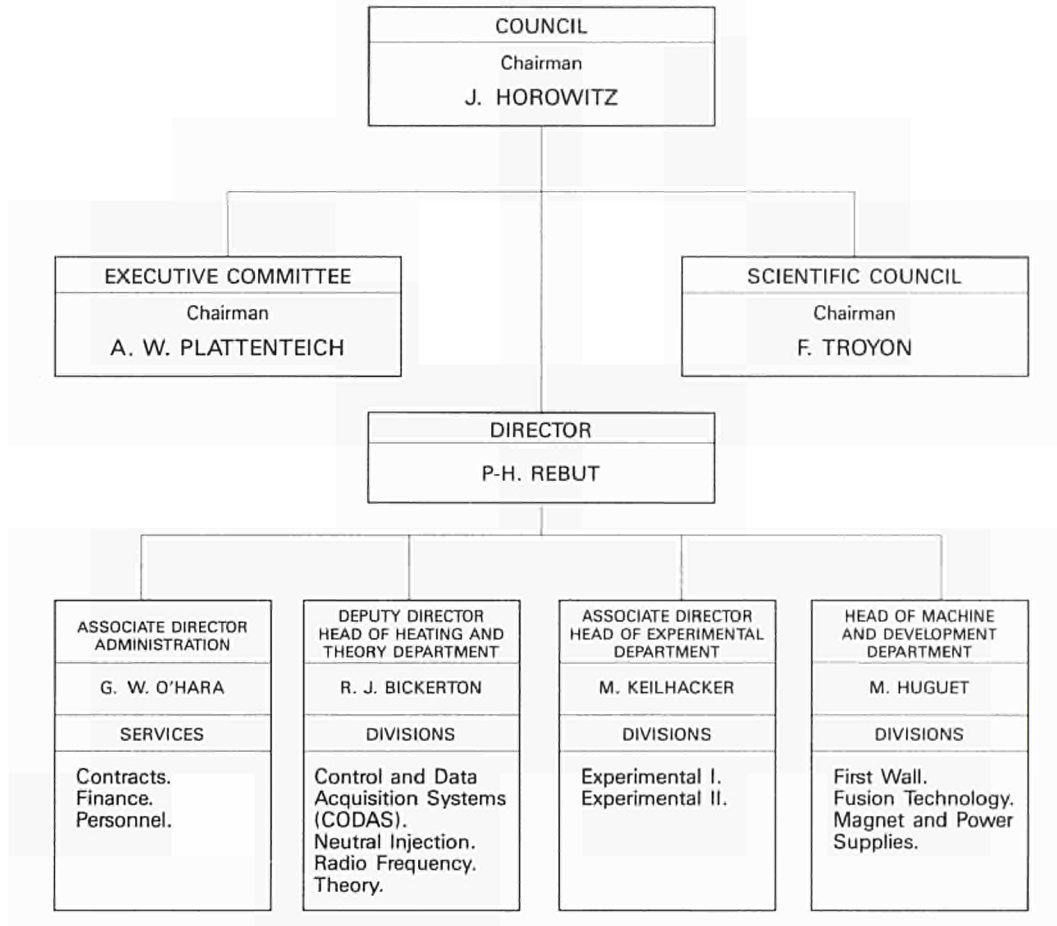 COUNCIL
Chairman
J. HOROWITZ
EXECUTIVE COMMITTEE
Chairman
A. W. PLATTENTEICH
SCIENTIFIC COUNCIL
Chairman
F. TROYON
DIRECTOR
P-H. REBUT
ASSOCIATE DIRECTOR
ADMINISTRATION
G. W. O'HARA
SERVICES
Contracts.
Finance.
Personnel.
DEPUTY DIRECTOR
HEAD OF HEATING AND
THEORY DEPARTMENT
R. J. BICKERTON
DIVISIONS
Control and Data
Acquisition Systems
(CODAS).
Neutral Injection.
Radio Frequency.
Theory.
ASSOCIATE DIRECTOR
HEAD OF EXPERIMENTAL
DEPARTMENT
M. KEILHACKER
DIVISIONS
Experimental I.
Experimental II.
HEAD OF MACHINE
AND DEVELOPMENT
DEPARTMENT
M. HUGUET
DIVISIONS
First Wall.
Fusion Technology.
Magnet and Power
Supplies.